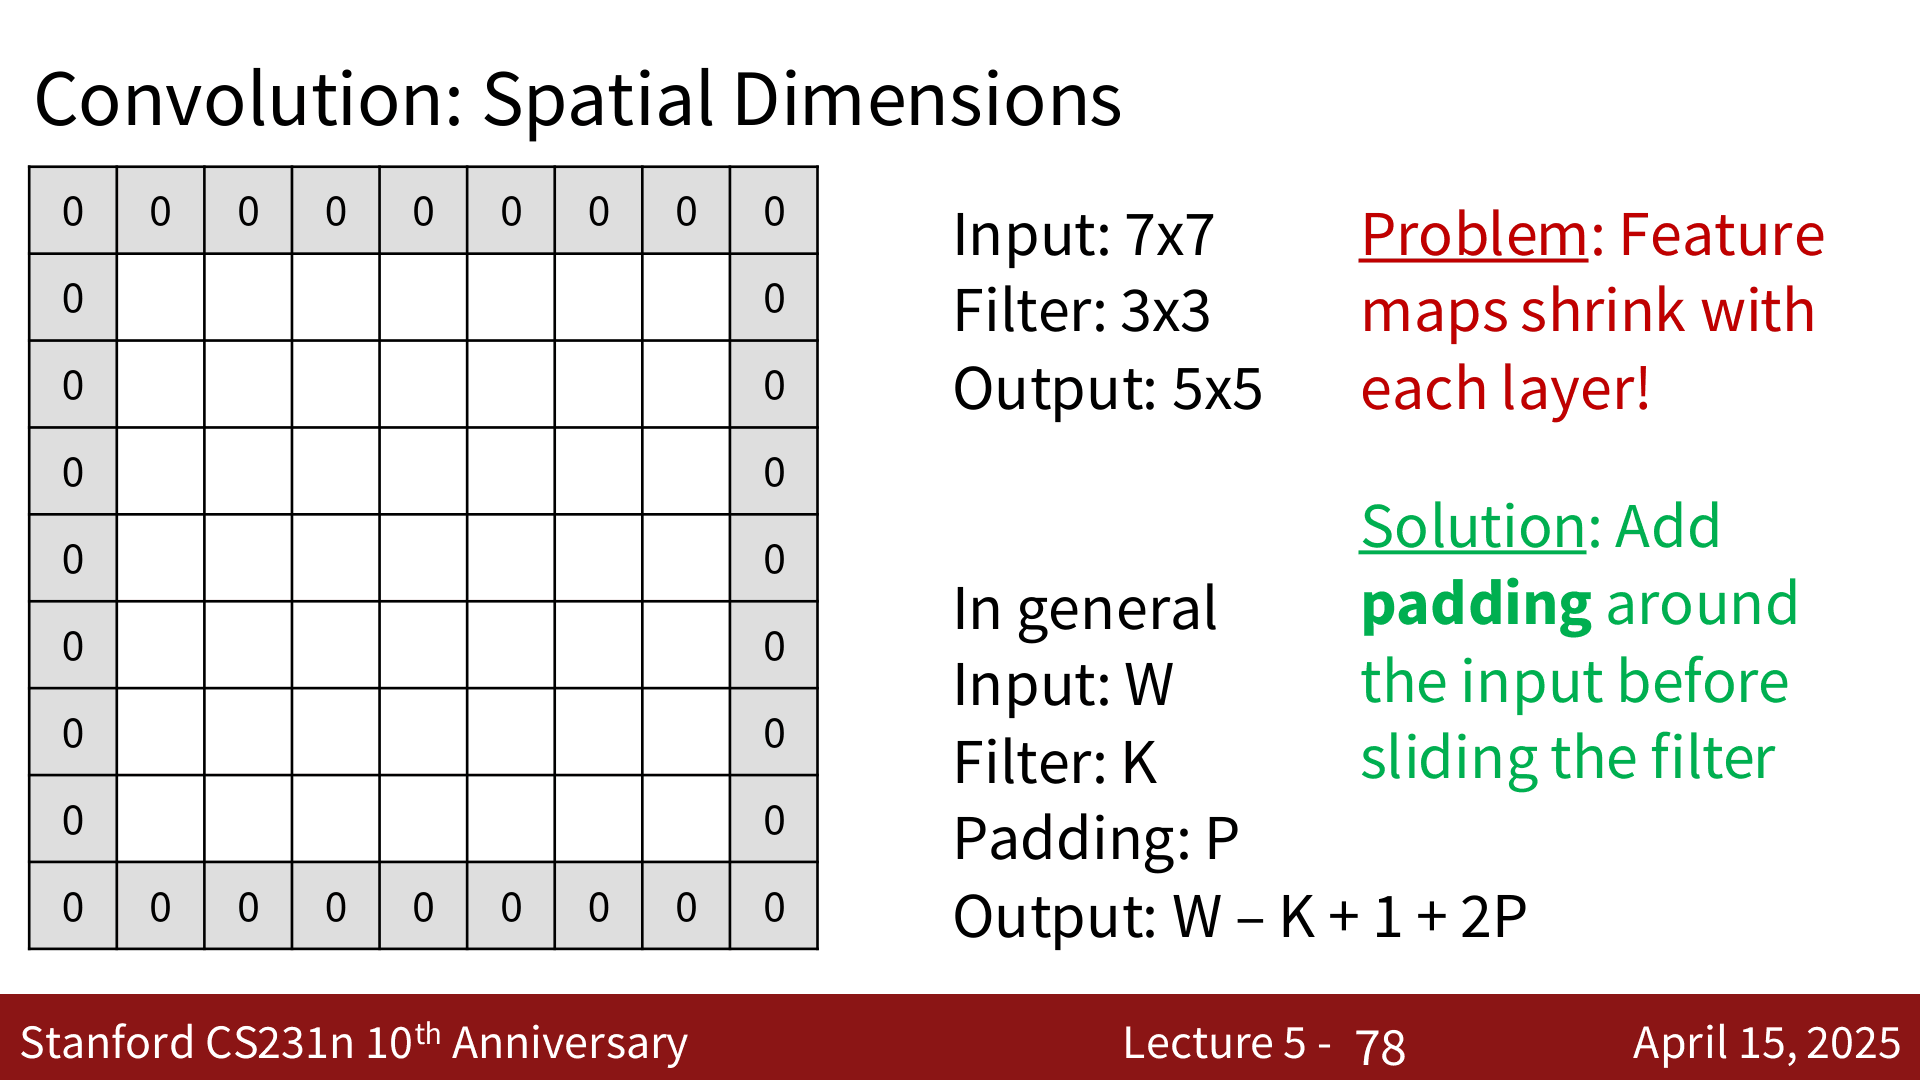 Convolution: Spatial Dimensions
0 0 0 0 0 0 0 0 0
0 0
0 0
0 0
0 0
0 0
0 0
0 0
0 0 0 0 0 0 0 0 0
Input: 7x7
Filter: 3x3
Output: 5x5
In general
Input: W
Filter: K
Padding: P
Output: W – K + 1 + 2P
Problem: Feature
maps shrink with
each layer!
Solution: Add
padding around
the input before
sliding the filter
Stanford CS231n 10th Anniversary
Lecture 5 - 78
April 15, 2025